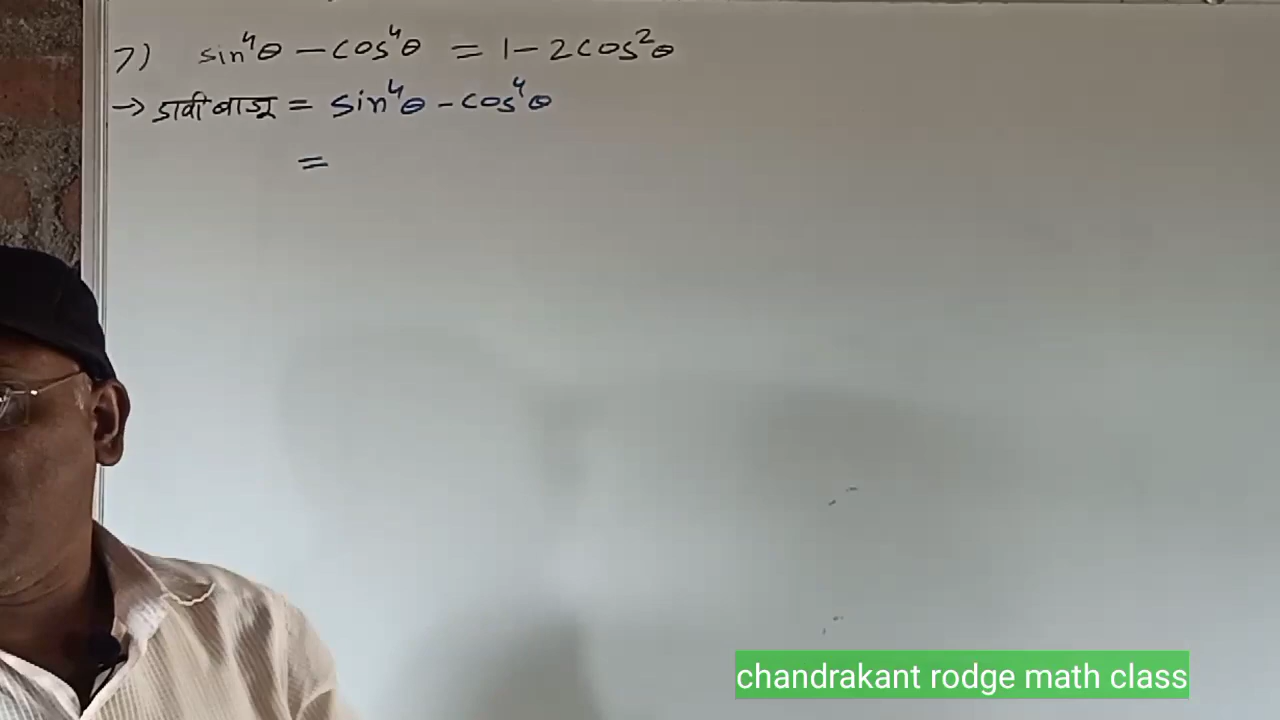 7) sin⁴θ – cos⁴θ = 1 – 2cos²θ
→ डावी बाजू = sin⁴θ – cos⁴θ
=
chandrakant rodge math class